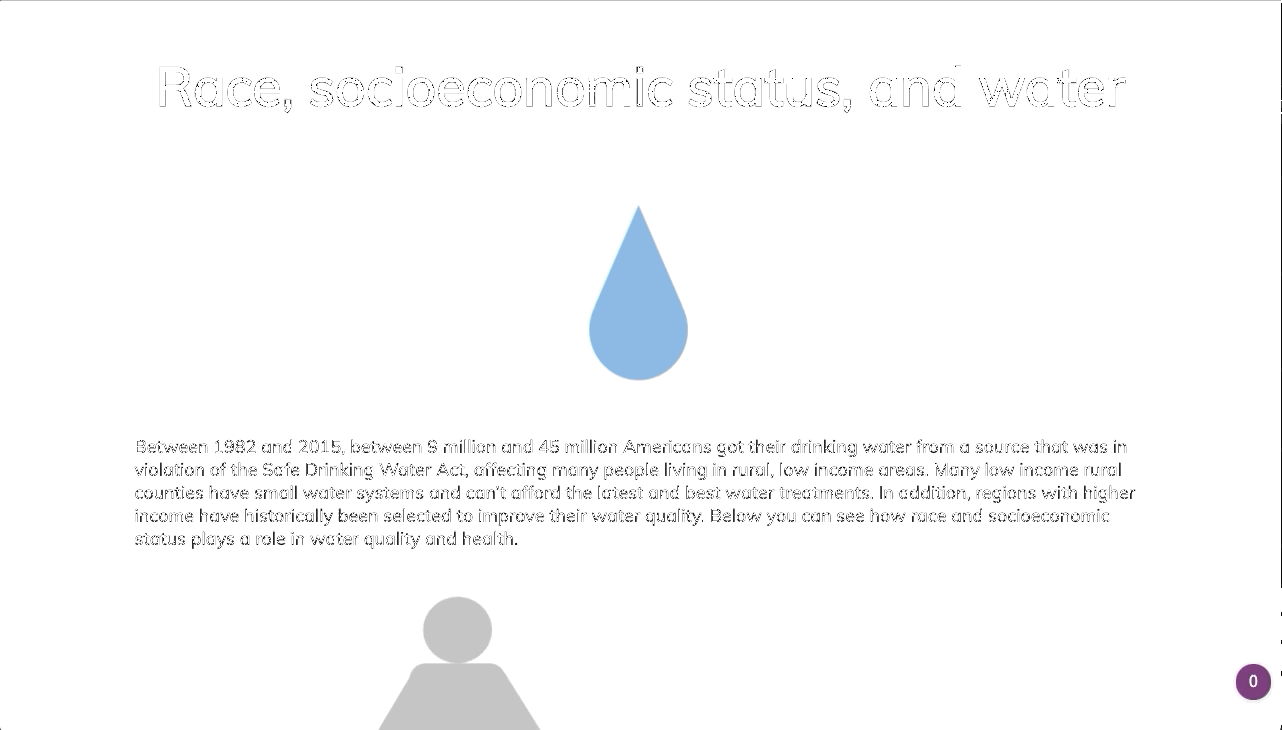 Race, socioeconomic status, and water
Between 1982 and 2015, between 9 million and 45 million Americans got their drinking water from a source that was in
violation of the Safe Drinking Water Act, affecting many people living in rural, low income areas. Many low income rural
counties have small water systems and can't afford the latest and best water treatments. In addition, regions with higher
income have historically been selected to improve their water quality. Below you can see how race and socioeconomic
status plays a role in water quality and health.
0